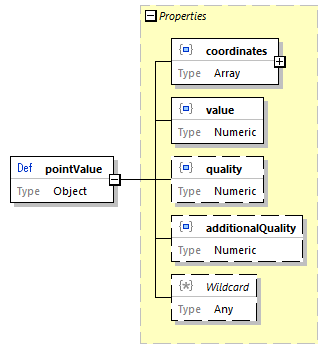 Properties
{} coordinates
Type Array
{} value
Type Numeric
Def pointValue
Type Object
{} quality
Type Numeric
{} additionalQuality
Type Numeric
{*} Wildcard
Type Any